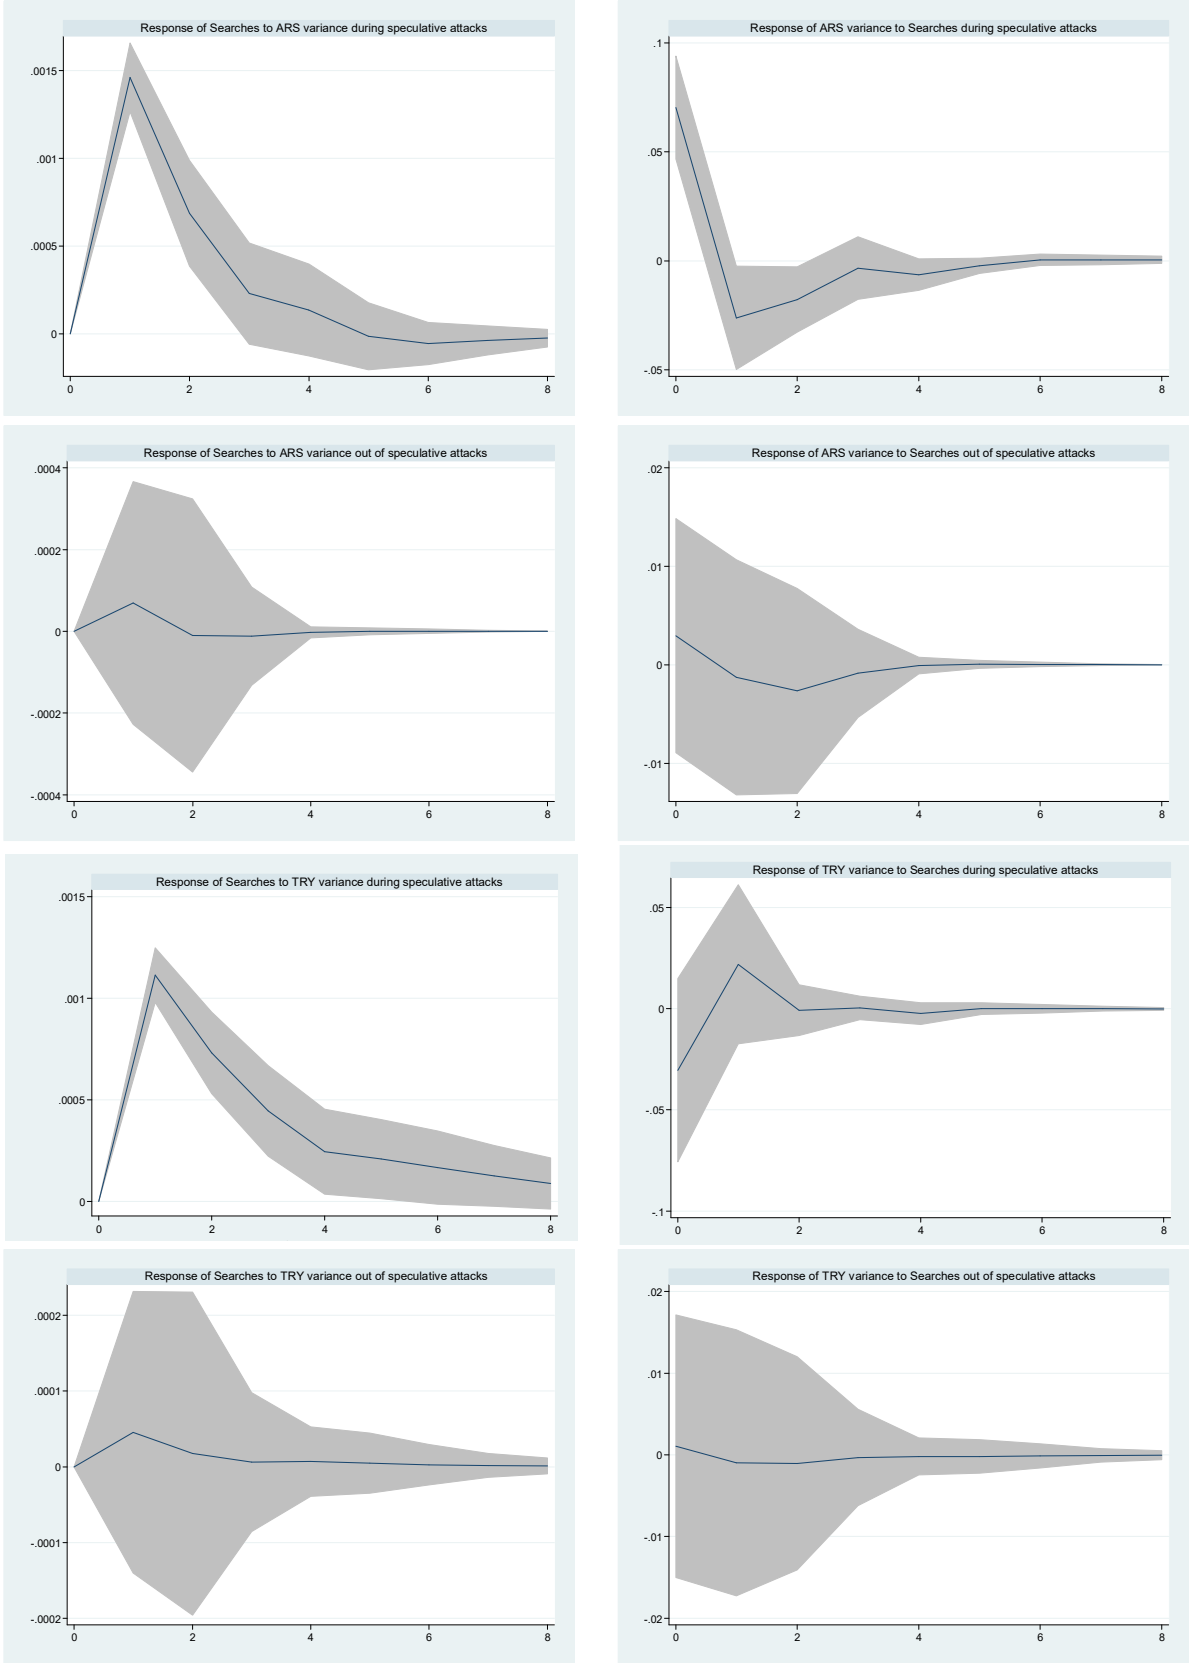 Response of Searches to ARS variance during speculative attacks
.0015
.001
.0005
0
0 2 4 6 8
Response of ARS variance to Searches during speculative attacks
.1
.05
0
-.05
0 2 4 6 8
Response of Searches to ARS variance out of speculative attacks
.0004
.0002
0
-.0002
-.0004
0 2 4 6 8
Response of ARS variance to Searches out of speculative attacks
.02
.01
0
-.01
0 2 4 6 8
Response of Searches to TRY variance during speculative attacks
.0015
.001
.0005
0
0 2 4 6 8
Response of TRY variance to Searches during speculative attacks
.05
0
-.05
-.1
0 2 4 6 8
Response of Searches to TRY variance out of speculative attacks
.0002
.0001
0
-.0001
-.0002
0 2 4 6 8
Response of TRY variance to Searches out of speculative attacks
.02
.01
0
-.01
-.02
0 2 4 6 8